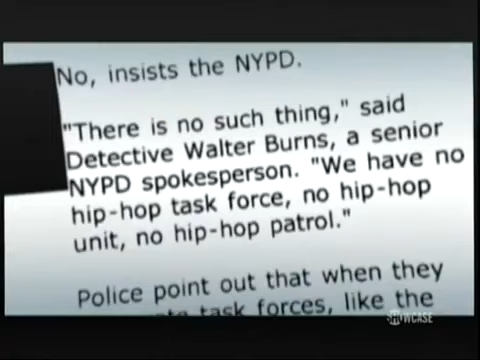 No, insists the NYPD.
"There is no such thing," said
Detective Walter Burns, a senior
NYPD spokesperson. "We have no
hip-hop task force, no hip-hop
unit, no hip-hop patrol."
Police point out that when they
task forces, like the
SHOWCASE